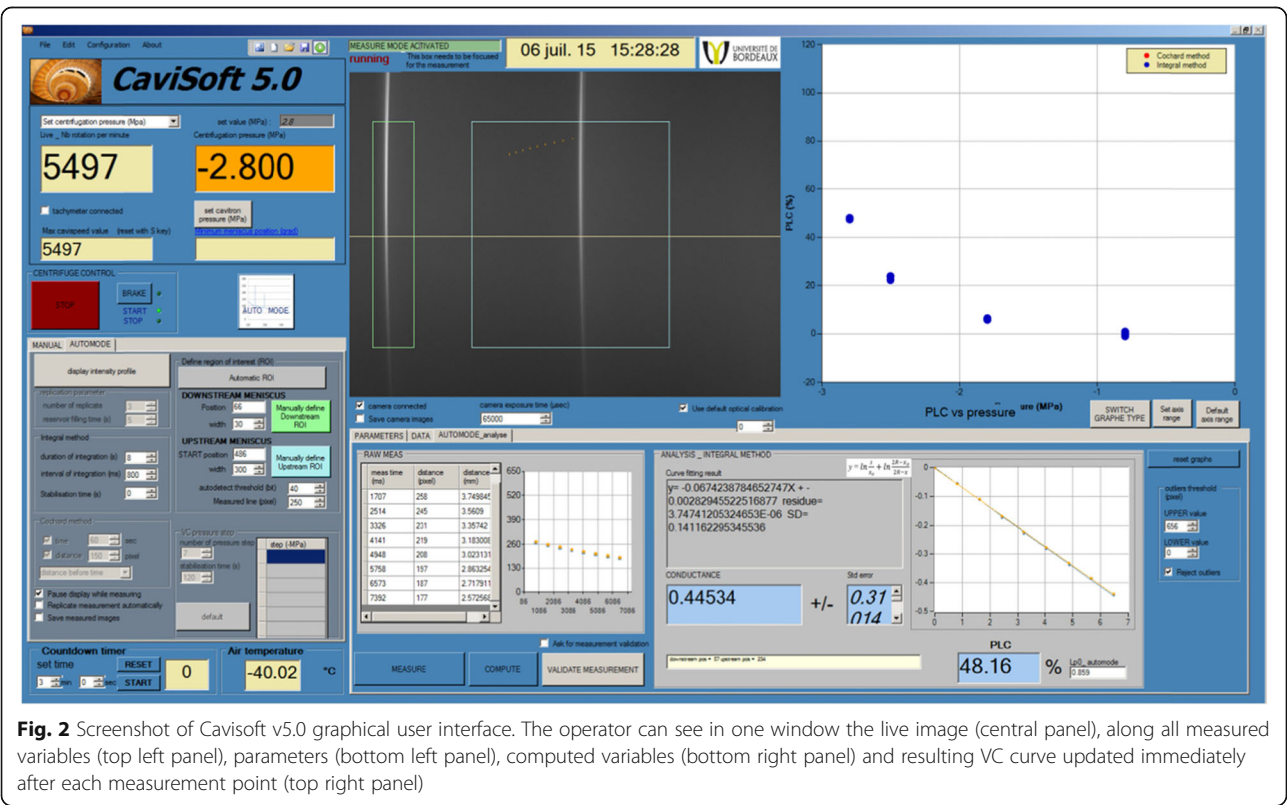 File Edit Configuration About
CaviSoft 5.0
Set centrifugation pressure (Mpa)
set value (MPa) : 2.8
Live _ Nb rotation per minute
Centrifugation pressure (MPa)
5497
-2.800
tachymeter connected
set cavitron
pressure (MPa)
Max cavispeed value (reset with S key)
Minimum meniscus position (grad)
5497
CENTRIFUGE CONTROL
STOP
BRAKE
START
STOP
AUTO MODE
MANUAL AUTOMODE
display intensity profile
replication parameter
number of replicate 3
reservoir filling time (s) 5
Integral method
duration of integration (s) 8
interval of integration (ms) 800
Stabilisation time (s) 0
Define region of interest (ROI)
Automatic ROI
DOWNSTREAM MENISCUS
Position 66
width 30
Manually define
Downstream
ROI
UPSTREAM MENISCUS
START position 486
width 300
Manually define
Upstream ROI
autodetect threshold (bit) 40
Measured line (pixel) 250
Cochard method
time 60 sec
distance 150 pixel
distance before time
VC pressure step
number of pressure step
7
stabilisation time (s)
120
step (-MPa)
default
Pause display while measuring
Replicate measurement automatically
Save measured images
Countdown timer
set time RESET
3 min 0 sec START
0
Air temperature
-40.02 °C
MEASURE MODE ACTIVATED
running
This box needs to be focused
for the measurement
06 juil. 15 15:28:28
UNIVERSITÉ DE
BORDEAUX
camera connected
Save camera images
camera exposure time (µsec)
65000
Use default optical calibration
0
Cochard method
Integral method
120
100
80
60
40
20
0
-20
PLC (%)
-3 -2 -1 0
PLC vs pressure
ure (MPa)
SWITCH
GRAPHE TYPE
Set axis
range
Default
axis range
PARAMETERS DATA AUTOMODE_analyse
RAW MEAS
meas time
(ms)
distance
(pixel)
distance
(mm)
1707 258 3.749845
2514 245 3.5609
3326 231 3.35742
4141 219 3.183008
4948 208 3.023131
5758 197 2.863254
6573 187 2.717911
7392 177 2.572568
650
520
390
260
130
0
86 2086 4086 6086
1086 3086 5086 7086
Ask for measurement validation
MEASURE
COMPUTE
VALIDATE MEASUREMENT
ANALYSIS _ INTEGRAL METHOD
Curve fitting result
y= -0.0674238784652747X + -
0.00282945522516877 residue=
3.74741205324653E-06 SD=
0.141162295345536
CONDUCTANCE
0.44534
+/-
Std error
0.31
014
downstream pos = 57 upstream pos = 234
0
-0.1
-0.2
-0.3
-0.4
-0.5
0 1 2 3 4 5 6 7
PLC
48.16 %
Lp0_ automode
0.859
reset graphs
outliers threshold
(pixel)
UPPER value
656
LOWER value
0
Reject outliers
Fig. 2 Screenshot of Cavisoft v5.0 graphical user interface. The operator can see in one window the live image (central panel), along all measured
variables (top left panel), parameters (bottom left panel), computed variables (bottom right panel) and resulting VC curve updated immediately
after each measurement point (top right panel)